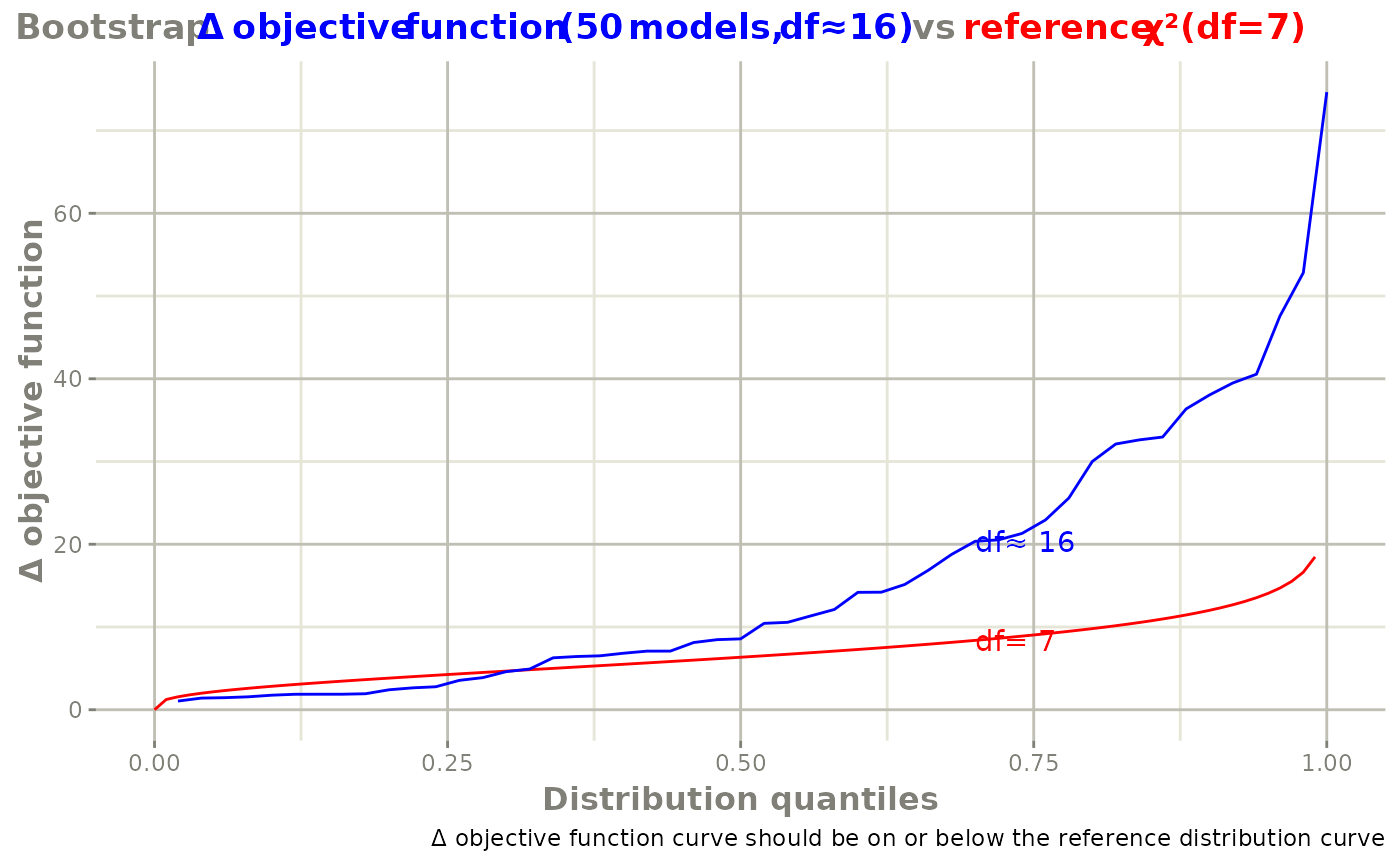 Bootstrap Δ objective function (50 models, df≈16) vs reference χ²(df=7)
Δ objective function
60
40
20
0
df≈ 16
df= 7
0.00 0.25 0.50 0.75 1.00
Distribution quantiles
Δ objective function curve should be on or below the reference distribution curve